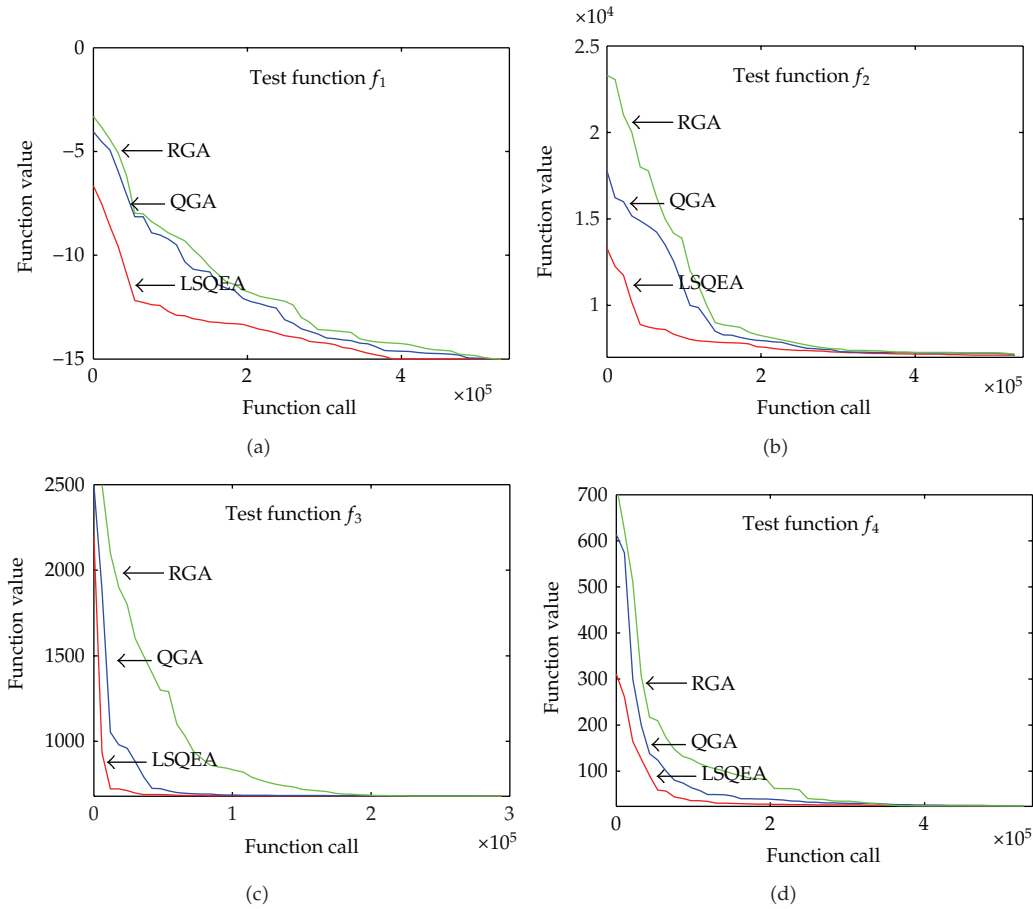 0
−5
−10
−15
Function value
Test function f1
RGA
QGA
LSQEA
0
2
4
×10^5
Function call
(a)
×10^4
2.5
2
1.5
1
Function value
Test function f2
RGA
QGA
LSQEA
0
2
4
×10^5
Function call
(b)
2500
2000
1500
1000
Function value
Test function f3
RGA
QGA
LSQEA
0
1
2
3
×10^5
Function call
(c)
700
600
500
400
300
200
100
Function value
Test function f4
RGA
QGA
LSQEA
0
2
4
×10^5
Function call
(d)